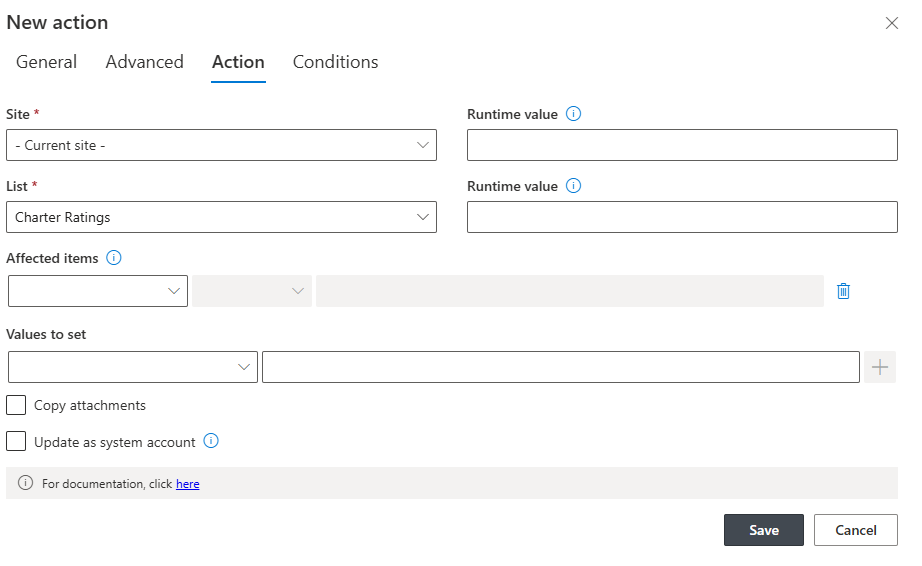 New action
General Advanced Action Conditions
Site * Runtime value
- Current site -
List * Runtime value
Charter Ratings
Affected items
Values to set
Copy attachments
Update as system account
For documentation, click here
Save Cancel